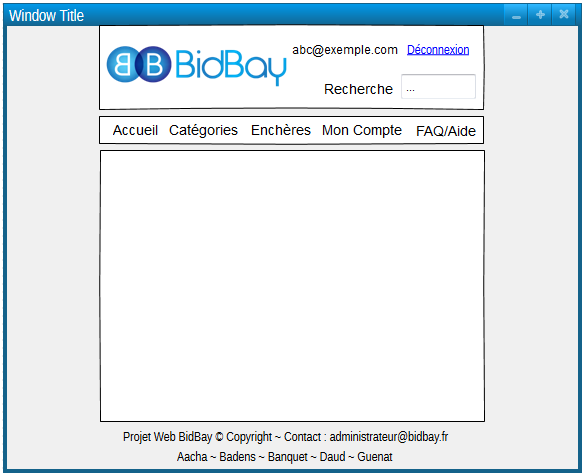 Window Title
BB BidBay
abc@exemple.com Déconnexion
Recherche ...
Accueil Catégories Enchères Mon Compte FAQ/Aide
Projet Web BidBay © Copyright ~ Contact : administrateur@bidbay.fr
Aacha ~ Badens ~ Banquet ~ Daud ~ Guenat